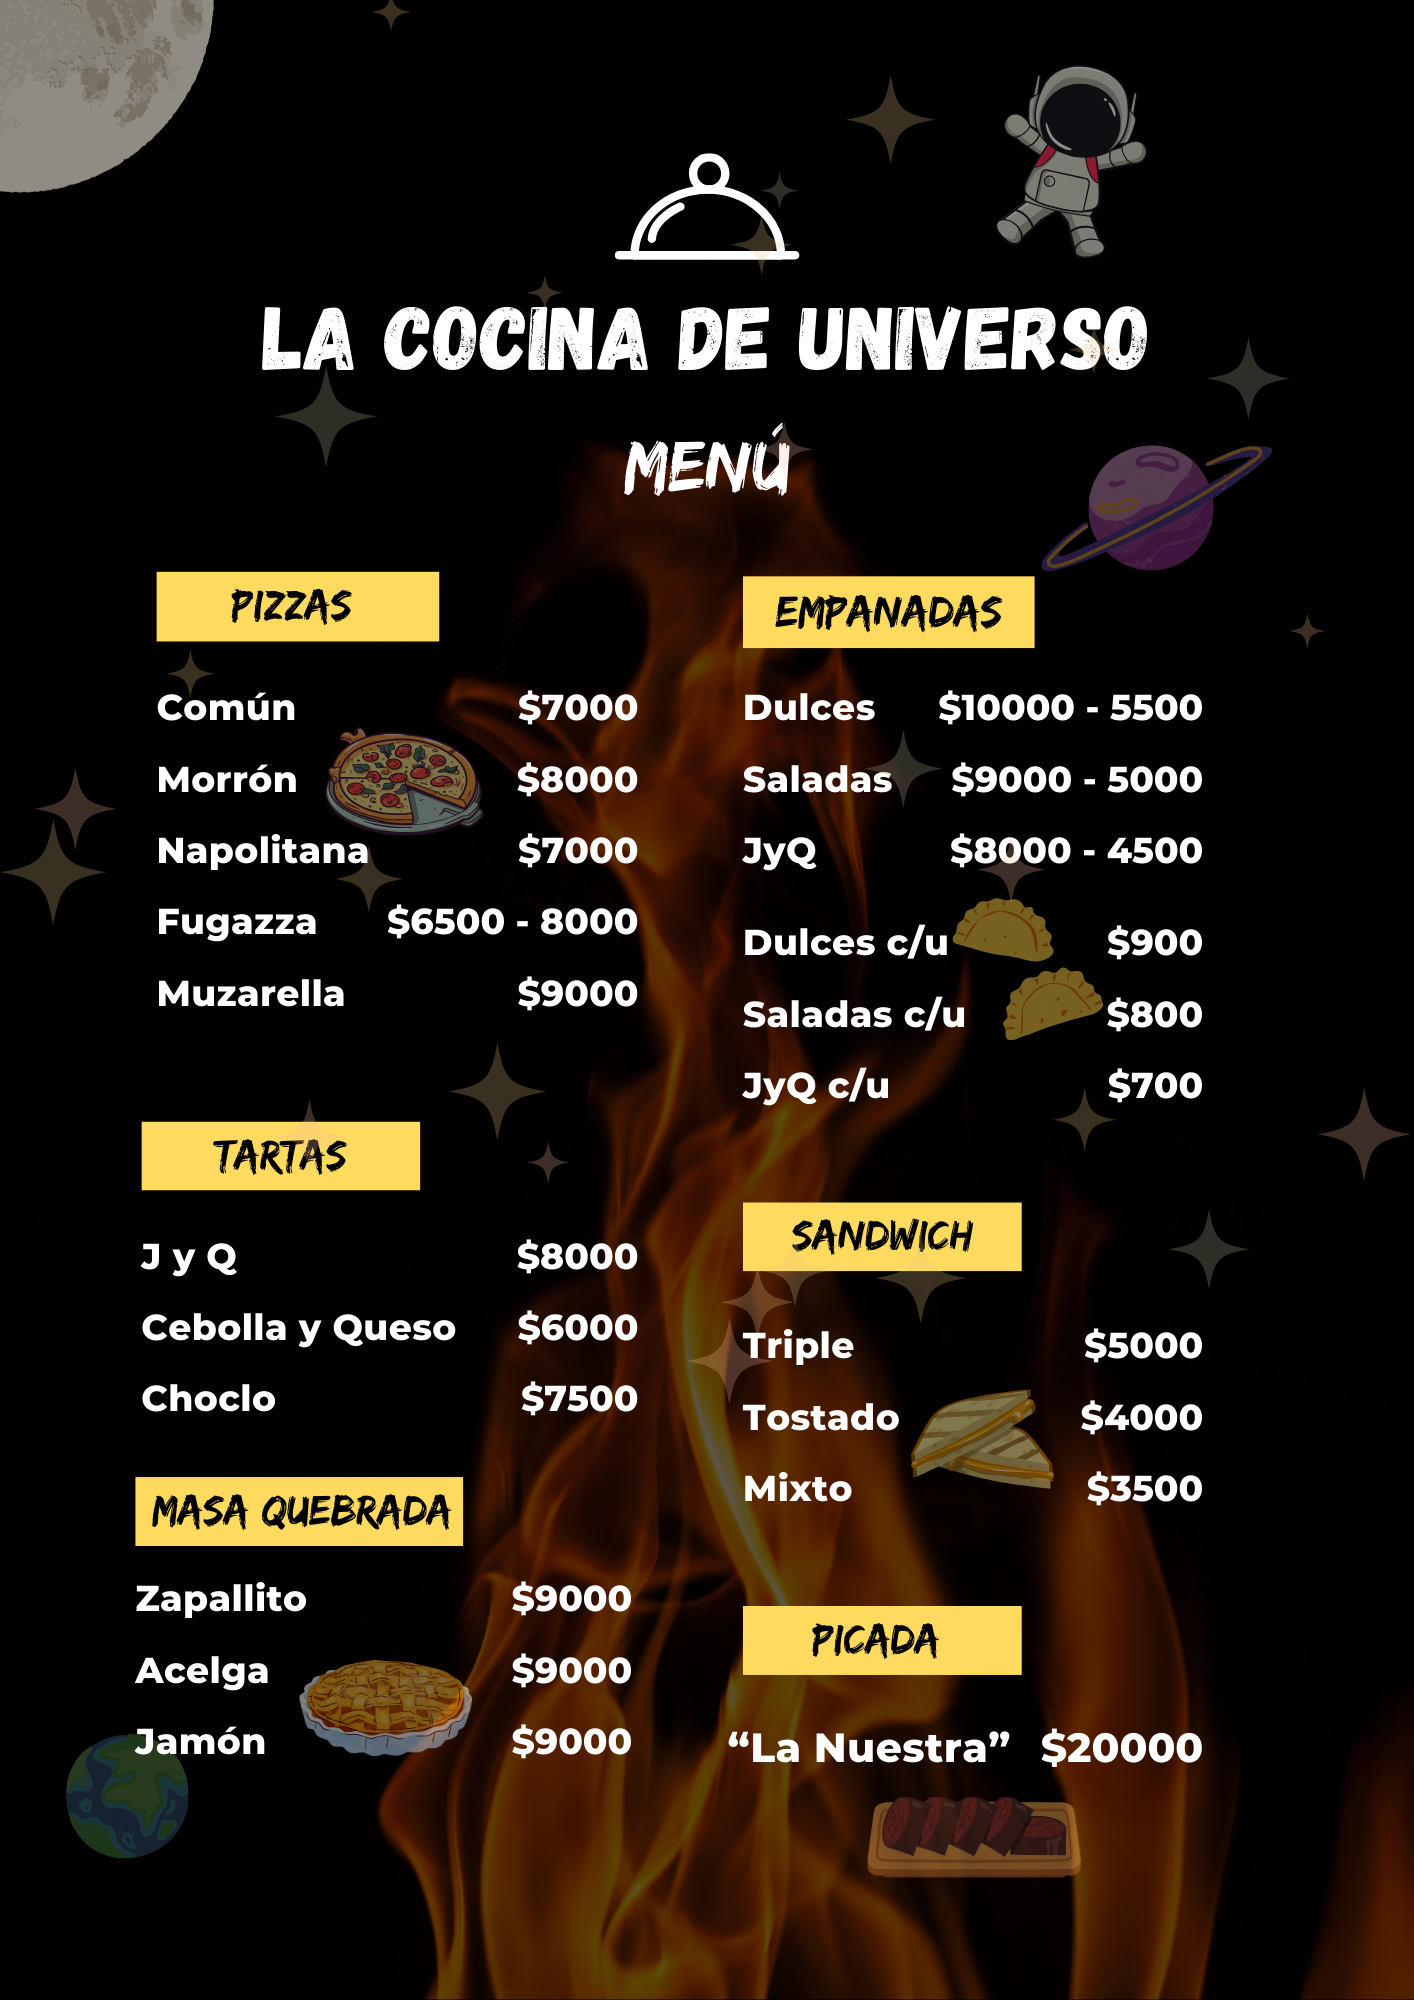 LA COCINA DE UNIVERSO
MENÚ
PIZZAS
Común $7000
Morrón $8000
Napolitana $7000
Fugazza $6500 - 8000
Muzarella $9000
TARTAS
J y Q $8000
Cebolla y Queso $6000
Choclo $7500
MASA QUEBRADA
Zapallito $9000
Acelga $9000
Jamón $9000
EMPANADAS
Dulces $10000 - 5500
Saladas $9000 - 5000
JyQ $8000 - 4500
Dulces c/u $900
Saladas c/u $800
JyQ c/u $700
SANDWICH
Triple $5000
Tostado $4000
Mixto $3500
PICADA
“La Nuestra” $20000